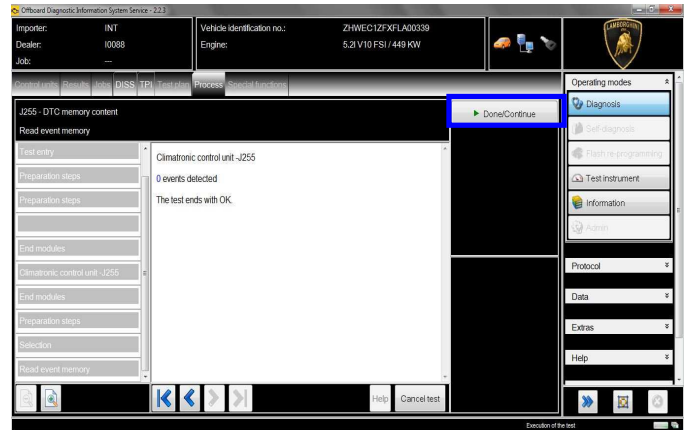 Offboard Diagnostic Information System Service - 2.2.3
Importer: INT
Dealer: I0088
Job: ---
Vehicle identification no.: ZHWEC1ZFXFLA00339
Engine: 5.2l V10 FSI / 449 KW
LAMBORGHINI
Control units Results Jobs DISS TPI Test plan Process Special functions
J255 - DTC memory content
Read event memory
Done/Continue
Test entry
Preparation steps
Preparation steps
End modules
Climatronic control unit -J255
End modules
Preparation steps
Selection
Read event memory
Climatronic control unit -J255
0 events detected
The test ends with OK.
Help
Cancel test
Operating modes
Diagnosis
Self-diagnosis
Flash re-programming
Test instrument
Information
Admin
Protocol
Data
Extras
Help
Execution of the test